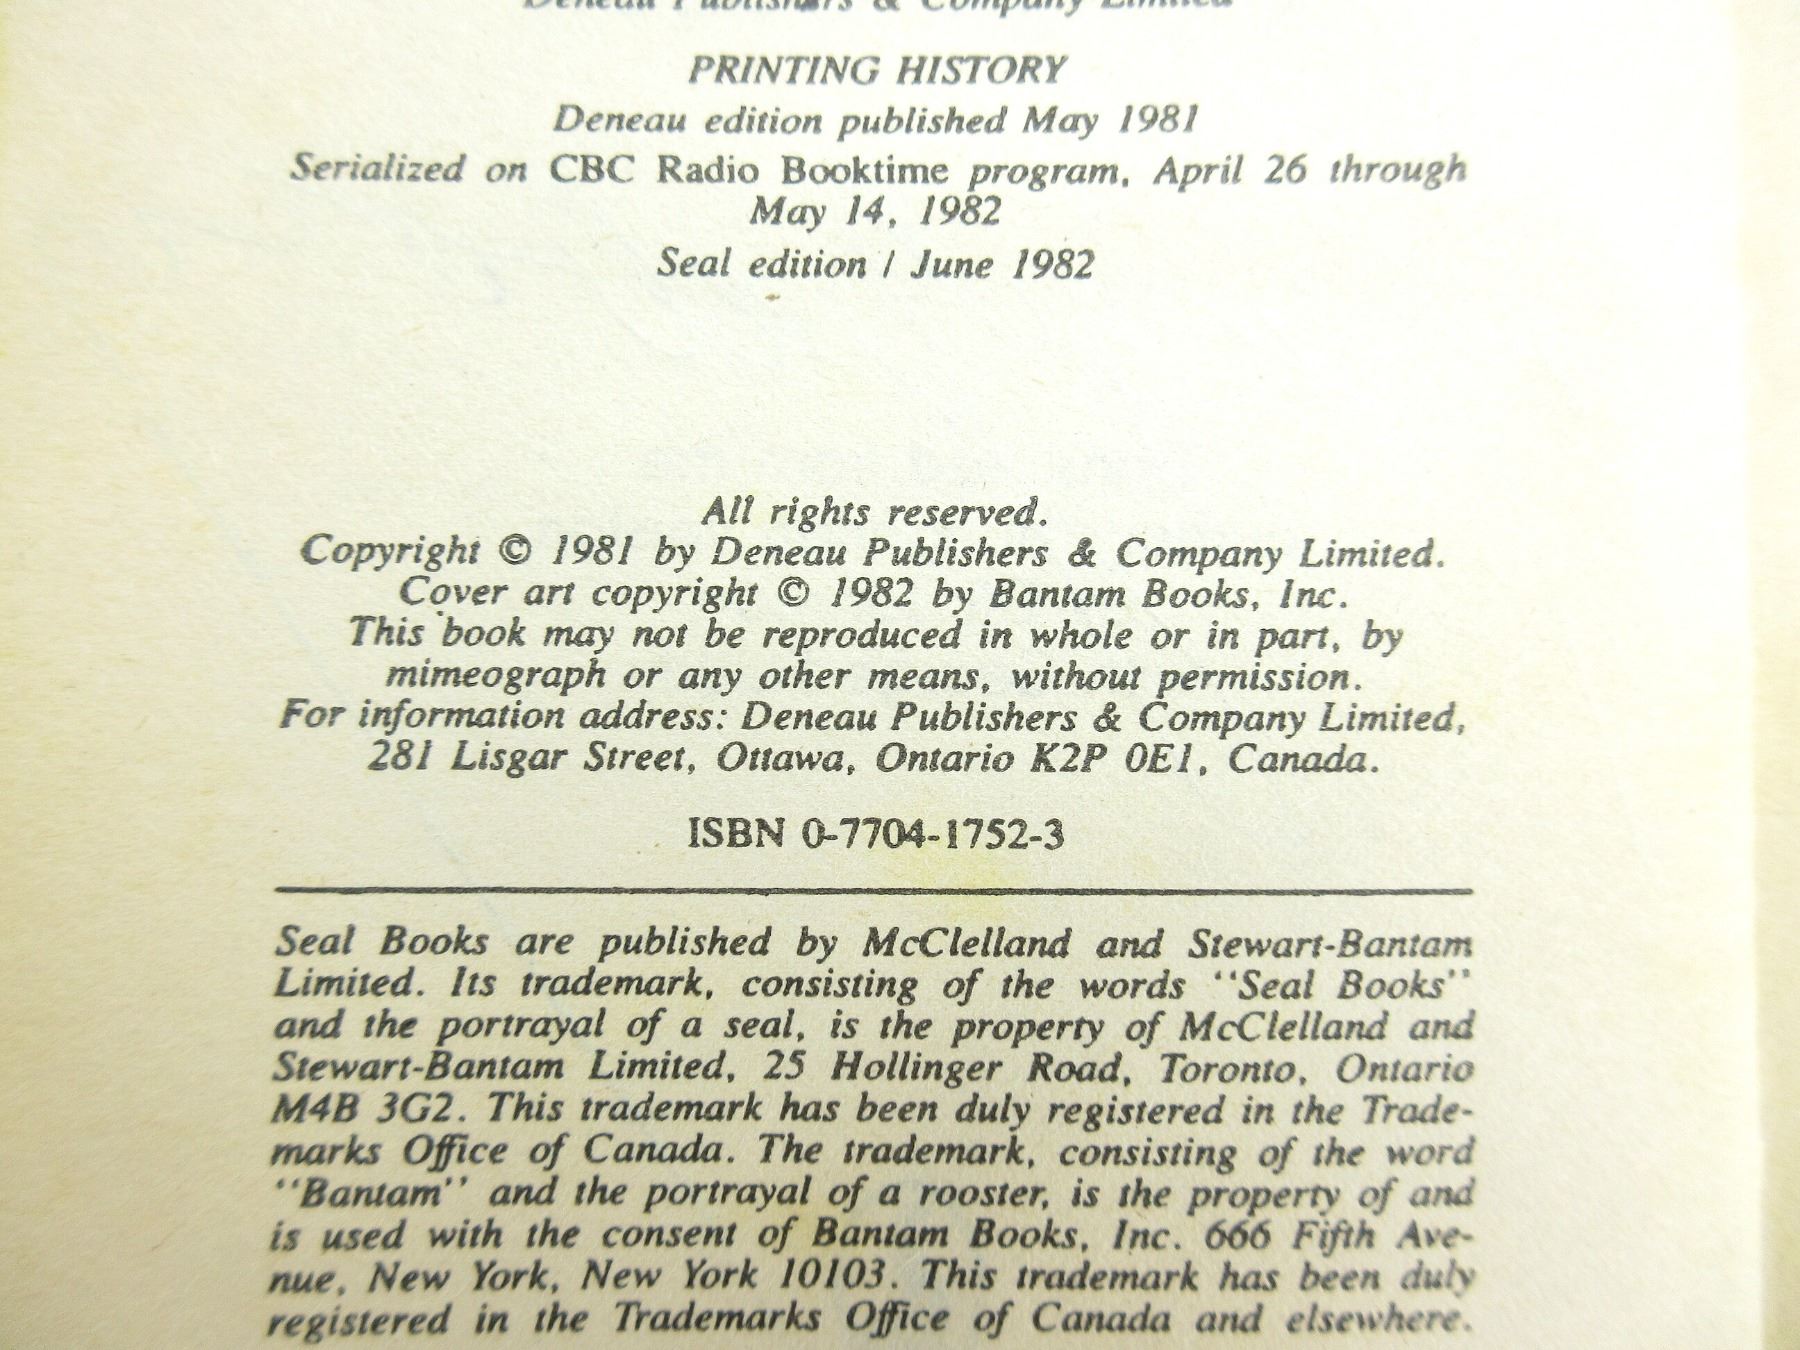 Deneau Publishers & Company Limited
PRINTING HISTORY
Deneau edition published May 1981
Serialized on CBC Radio Booktime program, April 26 through
May 14, 1982
Seal edition / June 1982
All rights reserved.
Copyright © 1981 by Deneau Publishers & Company Limited.
Cover art copyright © 1982 by Bantam Books, Inc.
This book may not be reproduced in whole or in part, by
mimeograph or any other means, without permission.
For information address: Deneau Publishers & Company Limited,
281 Lisgar Street, Ottawa, Ontario K2P 0E1, Canada.
ISBN 0-7704-1752-3
Seal Books are published by McClelland and Stewart-Bantam
Limited. Its trademark, consisting of the words "Seal Books"
and the portrayal of a seal, is the property of McClelland and
Stewart-Bantam Limited, 25 Hollinger Road, Toronto, Ontario
M4B 3G2. This trademark has been duly registered in the Trade-
marks Office of Canada. The trademark, consisting of the word
"Bantam" and the portrayal of a rooster, is the property of and
is used with the consent of Bantam Books, Inc. 666 Fifth Ave-
nue, New York, New York 10103. This trademark has been duly
registered in the Trademarks Office of Canada and elsewhere.